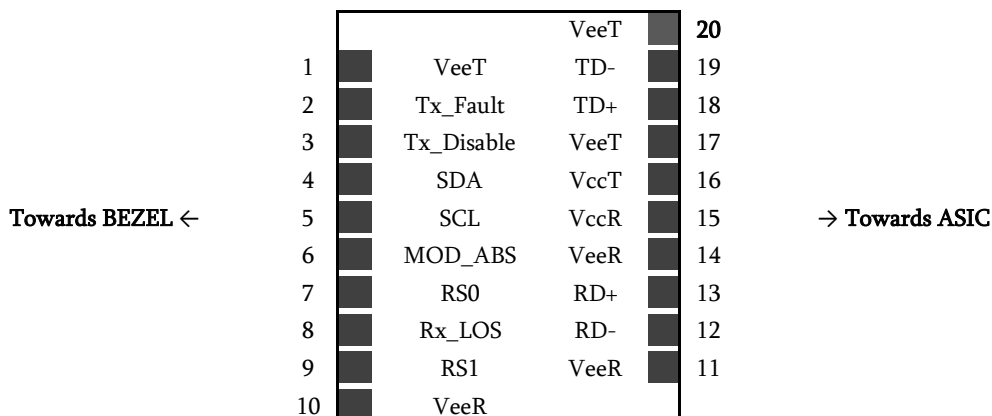 VeeT 20
1 VeeT TD- 19
2 Tx_Fault TD+ 18
3 Tx_Disable VeeT 17
4 SDA VccT 16
Towards BEZEL ← 5 SCL VccR 15 → Towards ASIC
6 MOD_ABS VeeR 14
7 RS0 RD+ 13
8 Rx_LOS RD- 12
9 RS1 VeeR 11
10 VeeR